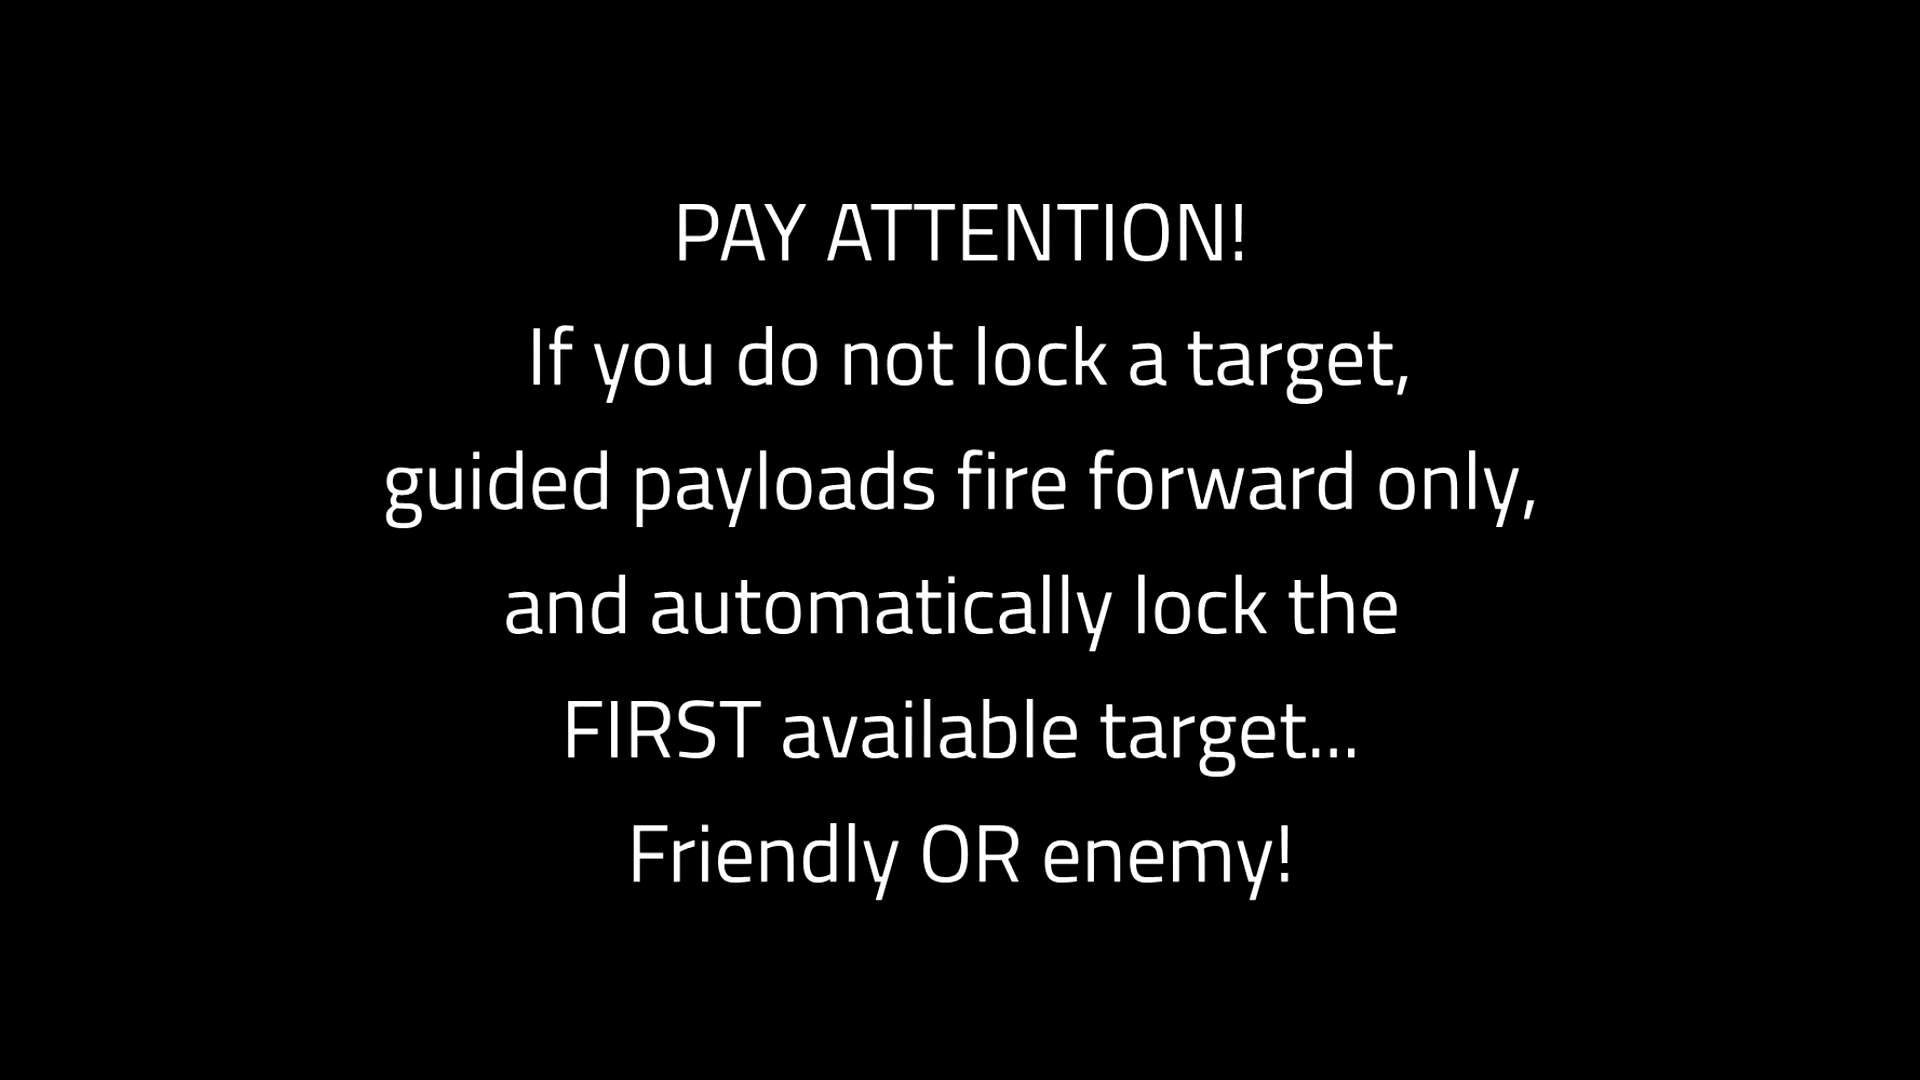 PAY ATTENTION!
If you do not lock a target,
guided payloads fire forward only,
and automatically lock the
FIRST available target...
Friendly OR enemy!